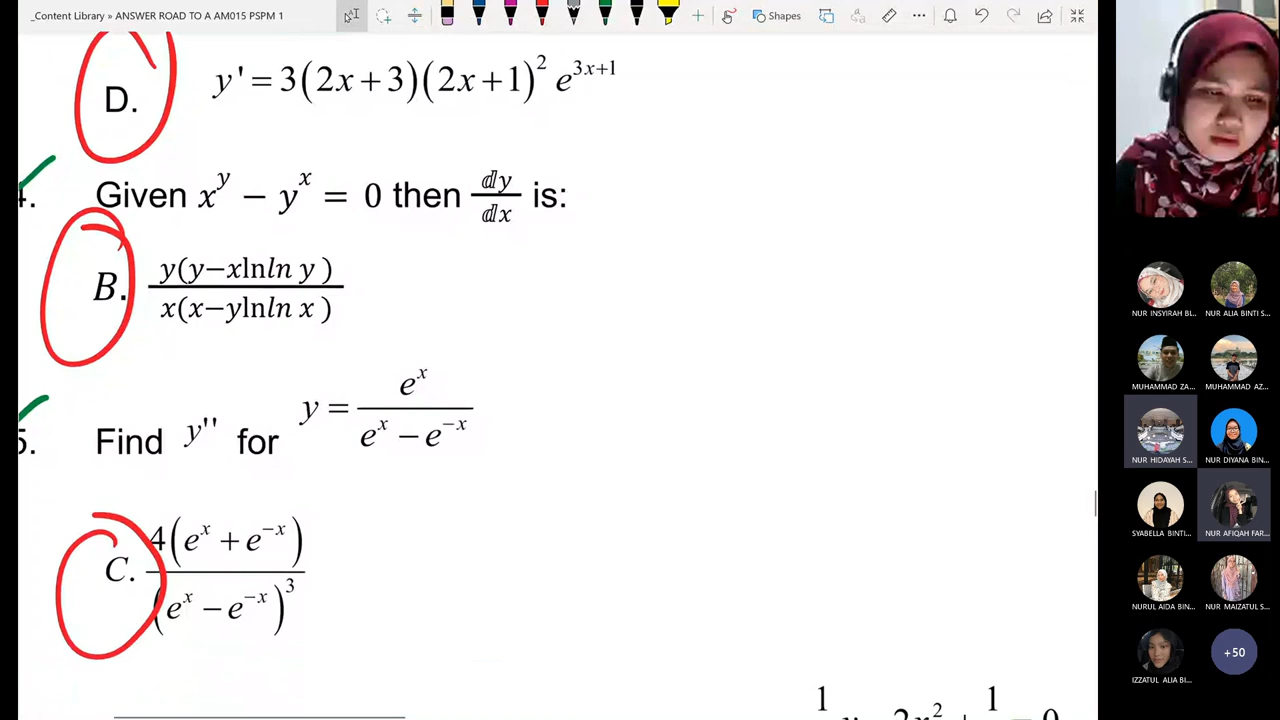 _Content Library » ANSWER ROAD TO A AM015 PSPM 1
Shapes
D. y' = 3(2x+3)(2x+1)² e^(3x+1)
4. Given x^y − y^x = 0 then 𝕕y/𝕕x is:
B. y(y−xlnln y )/x(x−ylnln x )
5. Find y'' for y = e^x/(e^x − e^(−x))
C. 4(e^x + e^(−x))/(e^x − e^(−x))³
NUR INSYIRAH BI...
NUR ALIA BINTI S...
MUHAMMAD ZA...
MUHAMMAD AZ...
NUR HIDAYAH S...
NUR DIYANA BIN...
SYABELLA BINTI...
NUR AFIQAH FAR...
NURUL AIDA BIN...
NUR MAIZATUL S...
IZZATUL ALIA BI...
+50